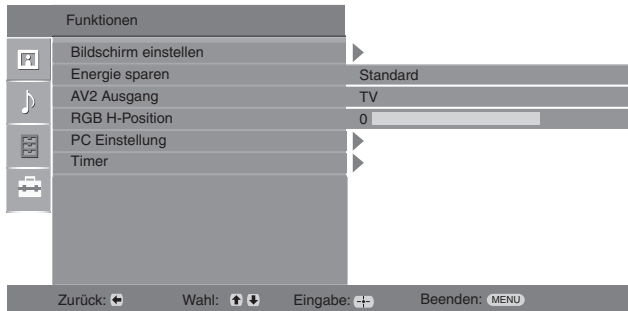 Funktionen
Bildschirm einstellen
Energie sparen Standard
AV2 Ausgang TV
RGB H-Position 0
PC Einstellung
Timer
Zurück: Wahl: Eingabe: Beenden: MENU